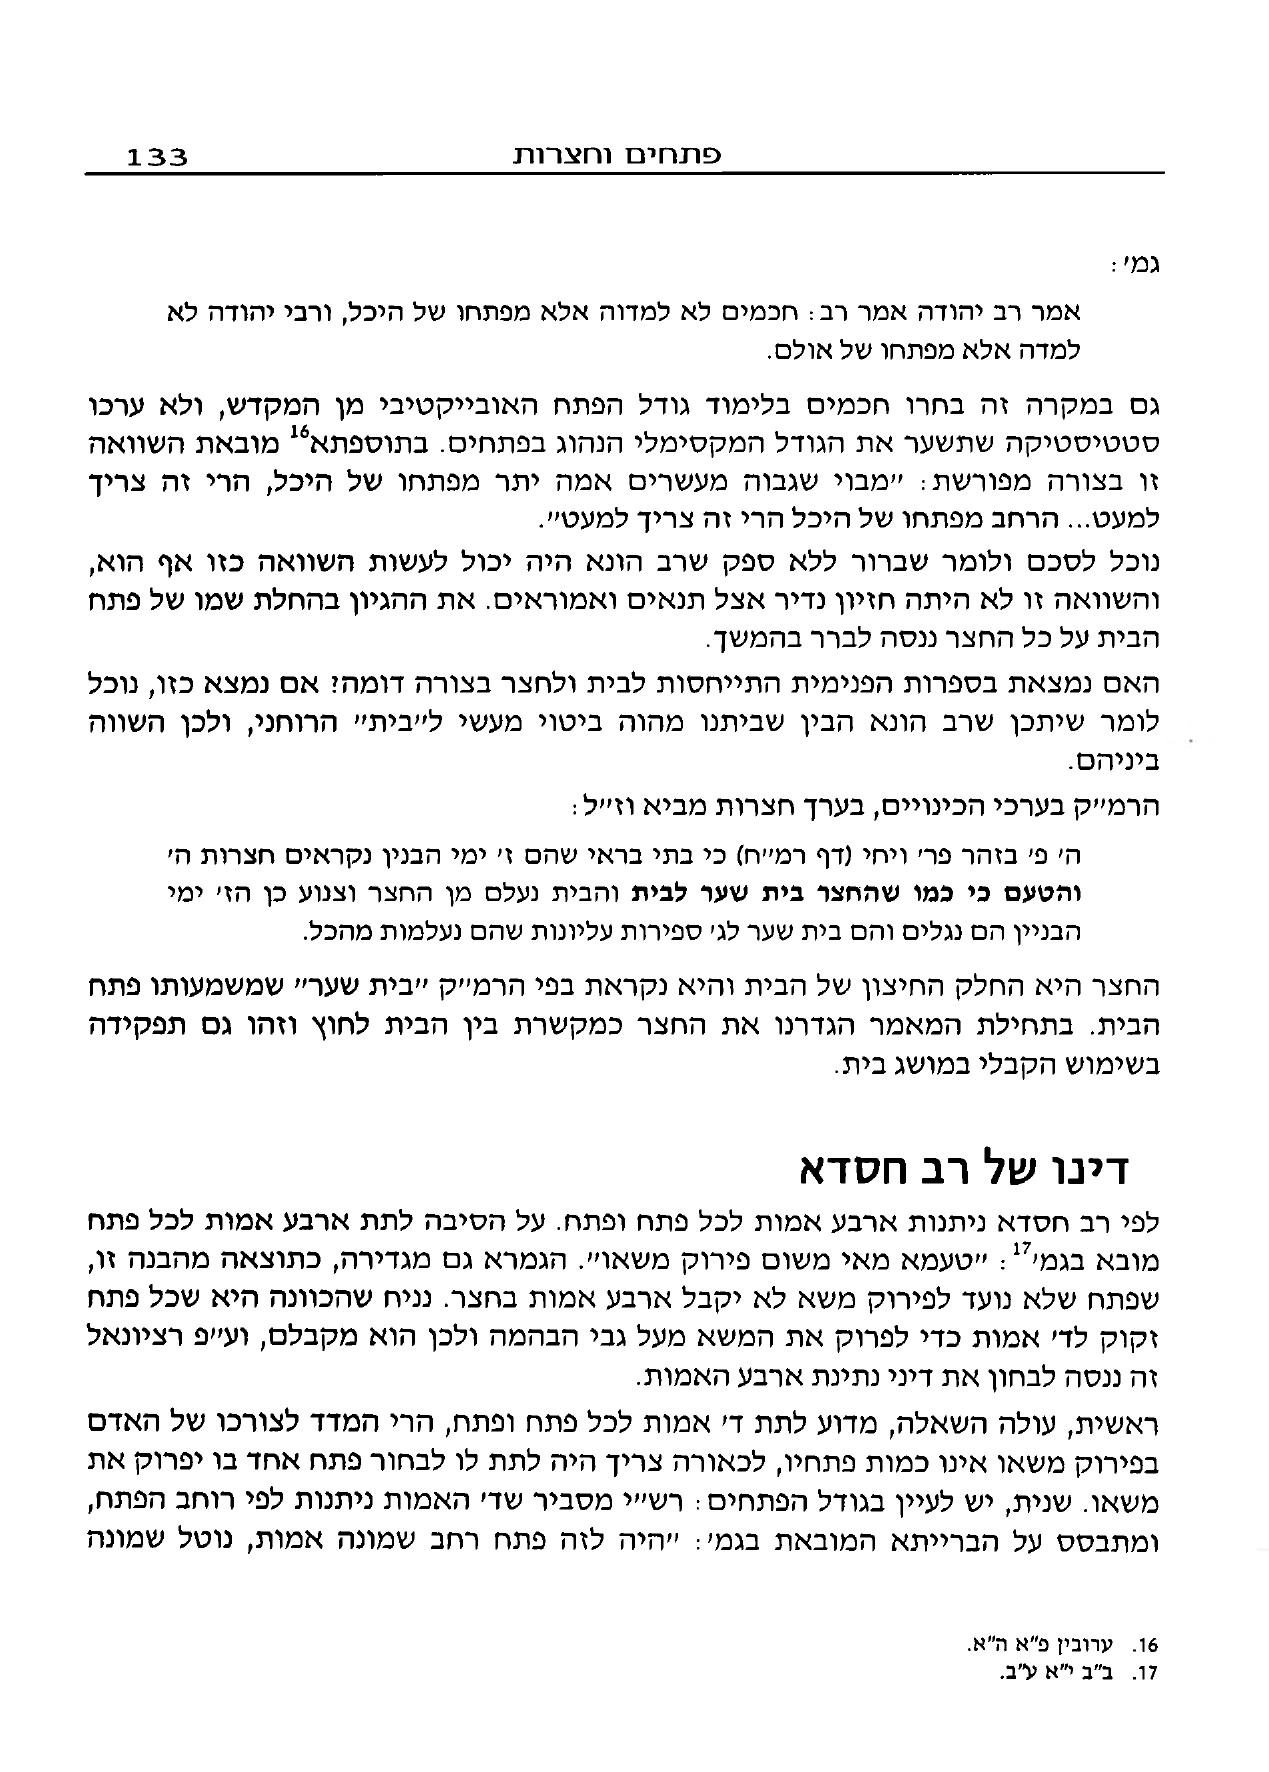 פתחים וחצרות 133
גמי׳:
אמר רב יהודה אמר רב: חכמים לא למדוה אלא מפתחו של היכל, ורבי יהודה לא
למדה אלא מפתחו של אולם.
גם במקרה זה בחרו חכמים בלימוד גודל הפתח האובייקטיבי מן המקדש, ולא ערכו
סטטיסטיקה שתשער את הגודל המקסימלי הנהוג בפתחים. בתוספתא16 מובאת השוואה
זו בצורה מפורשת: ״מבוי שגבוה מעשרים אמה יתר מפתחו של היכל, הרי זה צריך
למעט... הרחב מפתחו של היכל הרי זה צריך למעט״.
נוכל לסכם ולומר שברור ללא ספק שרב הונא היה יכול לעשות השוואה כזו אף הוא,
והשוואה זו לא היתה חזיון נדיר אצל תנאים ואמוראים. את ההגיון בהחלת שמו של פתח
הבית על כל החצר ננסה לברר בהמשך.
האם נמצאת בספרות הפנימית התייחסות לבית ולחצר בצורה דומה? אם נמצא כזו, נוכל
לומר שיתכן שרב הונא הבין שביתנו מהוה ביטוי מעשי ל״בית״ הרוחני, ולכן השווה
ביניהם.
הרמ״ק בערכי הכינויים, בערך חצרות מביא וז״ל:
ה׳ פ׳ בזהר פר׳ ויחי (דף רמ״ח) כי בתי בראי שהם ז׳ ימי הבנין נקראים חצרות ה׳
והטעם כי כמו שהחצר בית שער לבית והבית נעלם מן החצר וצנוע כן הז׳ ימי
הבניין הם נגלים והם בית שער לג׳ ספירות עליונות שהם נעלמות מהכל.
החצר היא החלק החיצון של הבית והיא נקראת בפי הרמ״ק ״בית שער״ שמשמעותו פתח
הבית. בתחילת המאמר הגדרנו את החצר כמקשרת בין הבית לחוץ וזהו גם תפקידה
בשימוש הקבלי במושג בית.
דינו של רב חסדא
לפי רב חסדא ניתנות ארבע אמות לכל פתח ופתח. על הסיבה לתת ארבע אמות לכל פתח
מובא בגמ׳17: ״טעמא מאי משום פירוק משאו״. הגמרא גם מגדירה, כתוצאה מהבנה זו,
שפתח שלא נועד לפירוק משא לא יקבל ארבע אמות בחצר. נניח שהכוונה היא שכל פתח
זקוק לד׳ אמות כדי לפרוק את המשא מעל גבי הבהמה ולכן הוא מקבלם, וע״פ רציונאל
זה ננסה לבחון את דיני נתינת ארבע האמות.
ראשית, עולה השאלה, מדוע לתת ד׳ אמות לכל פתח ופתח, הרי המדד לצורכו של האדם
בפירוק משאו אינו כמות פתחיו, לכאורה צריך היה לתת לו לבחור פתח אחד בו יפרוק את
משאו. שנית, יש לעיין בגודל הפתחים: רש״י מסביר שד׳ האמות ניתנות לפי רוחב הפתח,
ומתבסס על הברייתא המובאת בגמ׳: ״היה לזה פתח רחב שמונה אמות, נוטל שמונה
16. ערובין פ״א ה״א.
17. ב״ב י״א ע״ב.